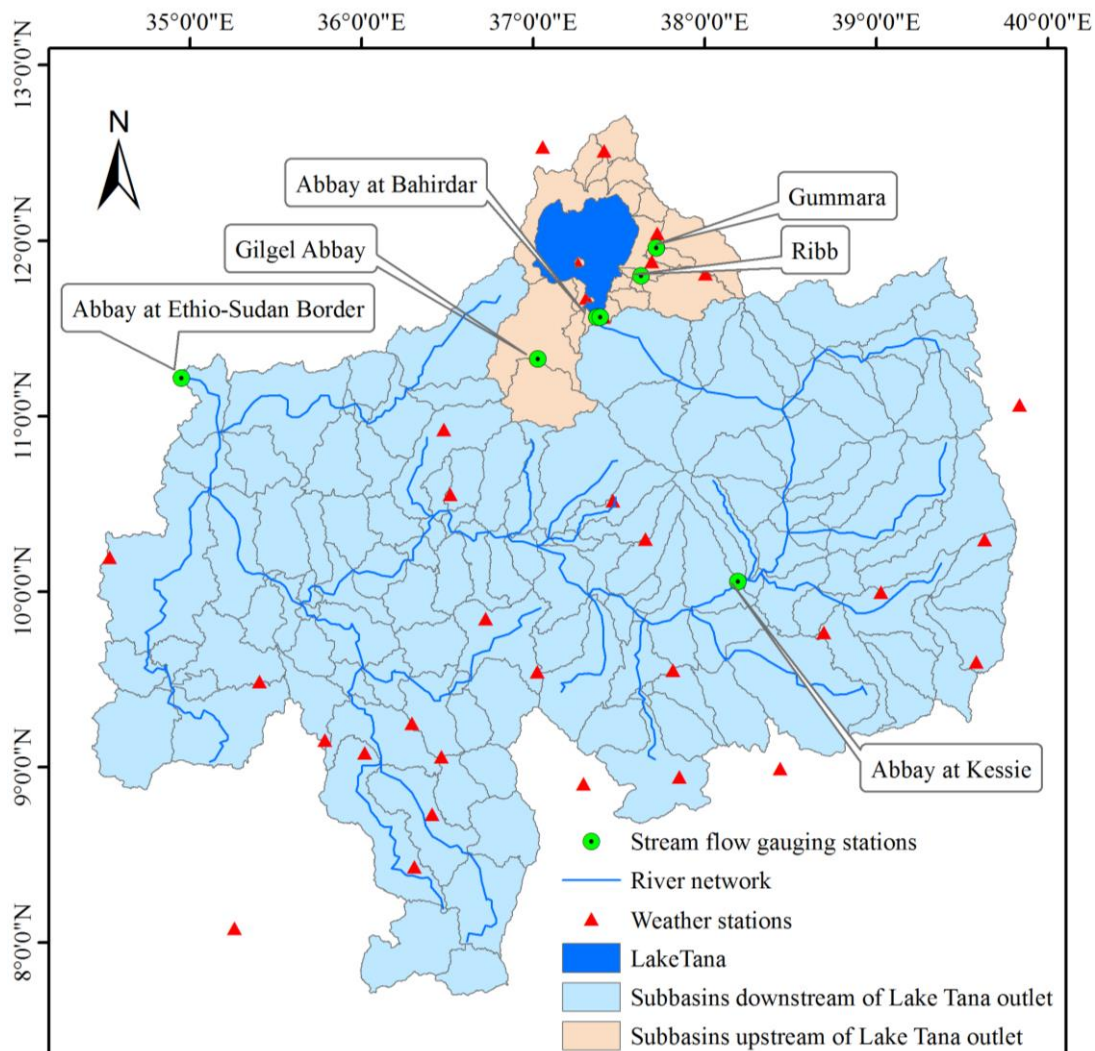 35°0'0"E 36°0'0"E 37°0'0"E 38°0'0"E 39°0'0"E 40°0'0"E
13°0'0"N
12°0'0"N
11°0'0"N
10°0'0"N
9°0'0"N
8°0'0"N
N
Abbay at Bahirdar
Gummara
Gilgel Abbay
Ribb
Abbay at Ethio-Sudan Border
Abbay at Kessie
Stream flow gauging stations
River network
Weather stations
LakeTana
Subbasins downstream of Lake Tana outlet
Subbasins upstream of Lake Tana outlet